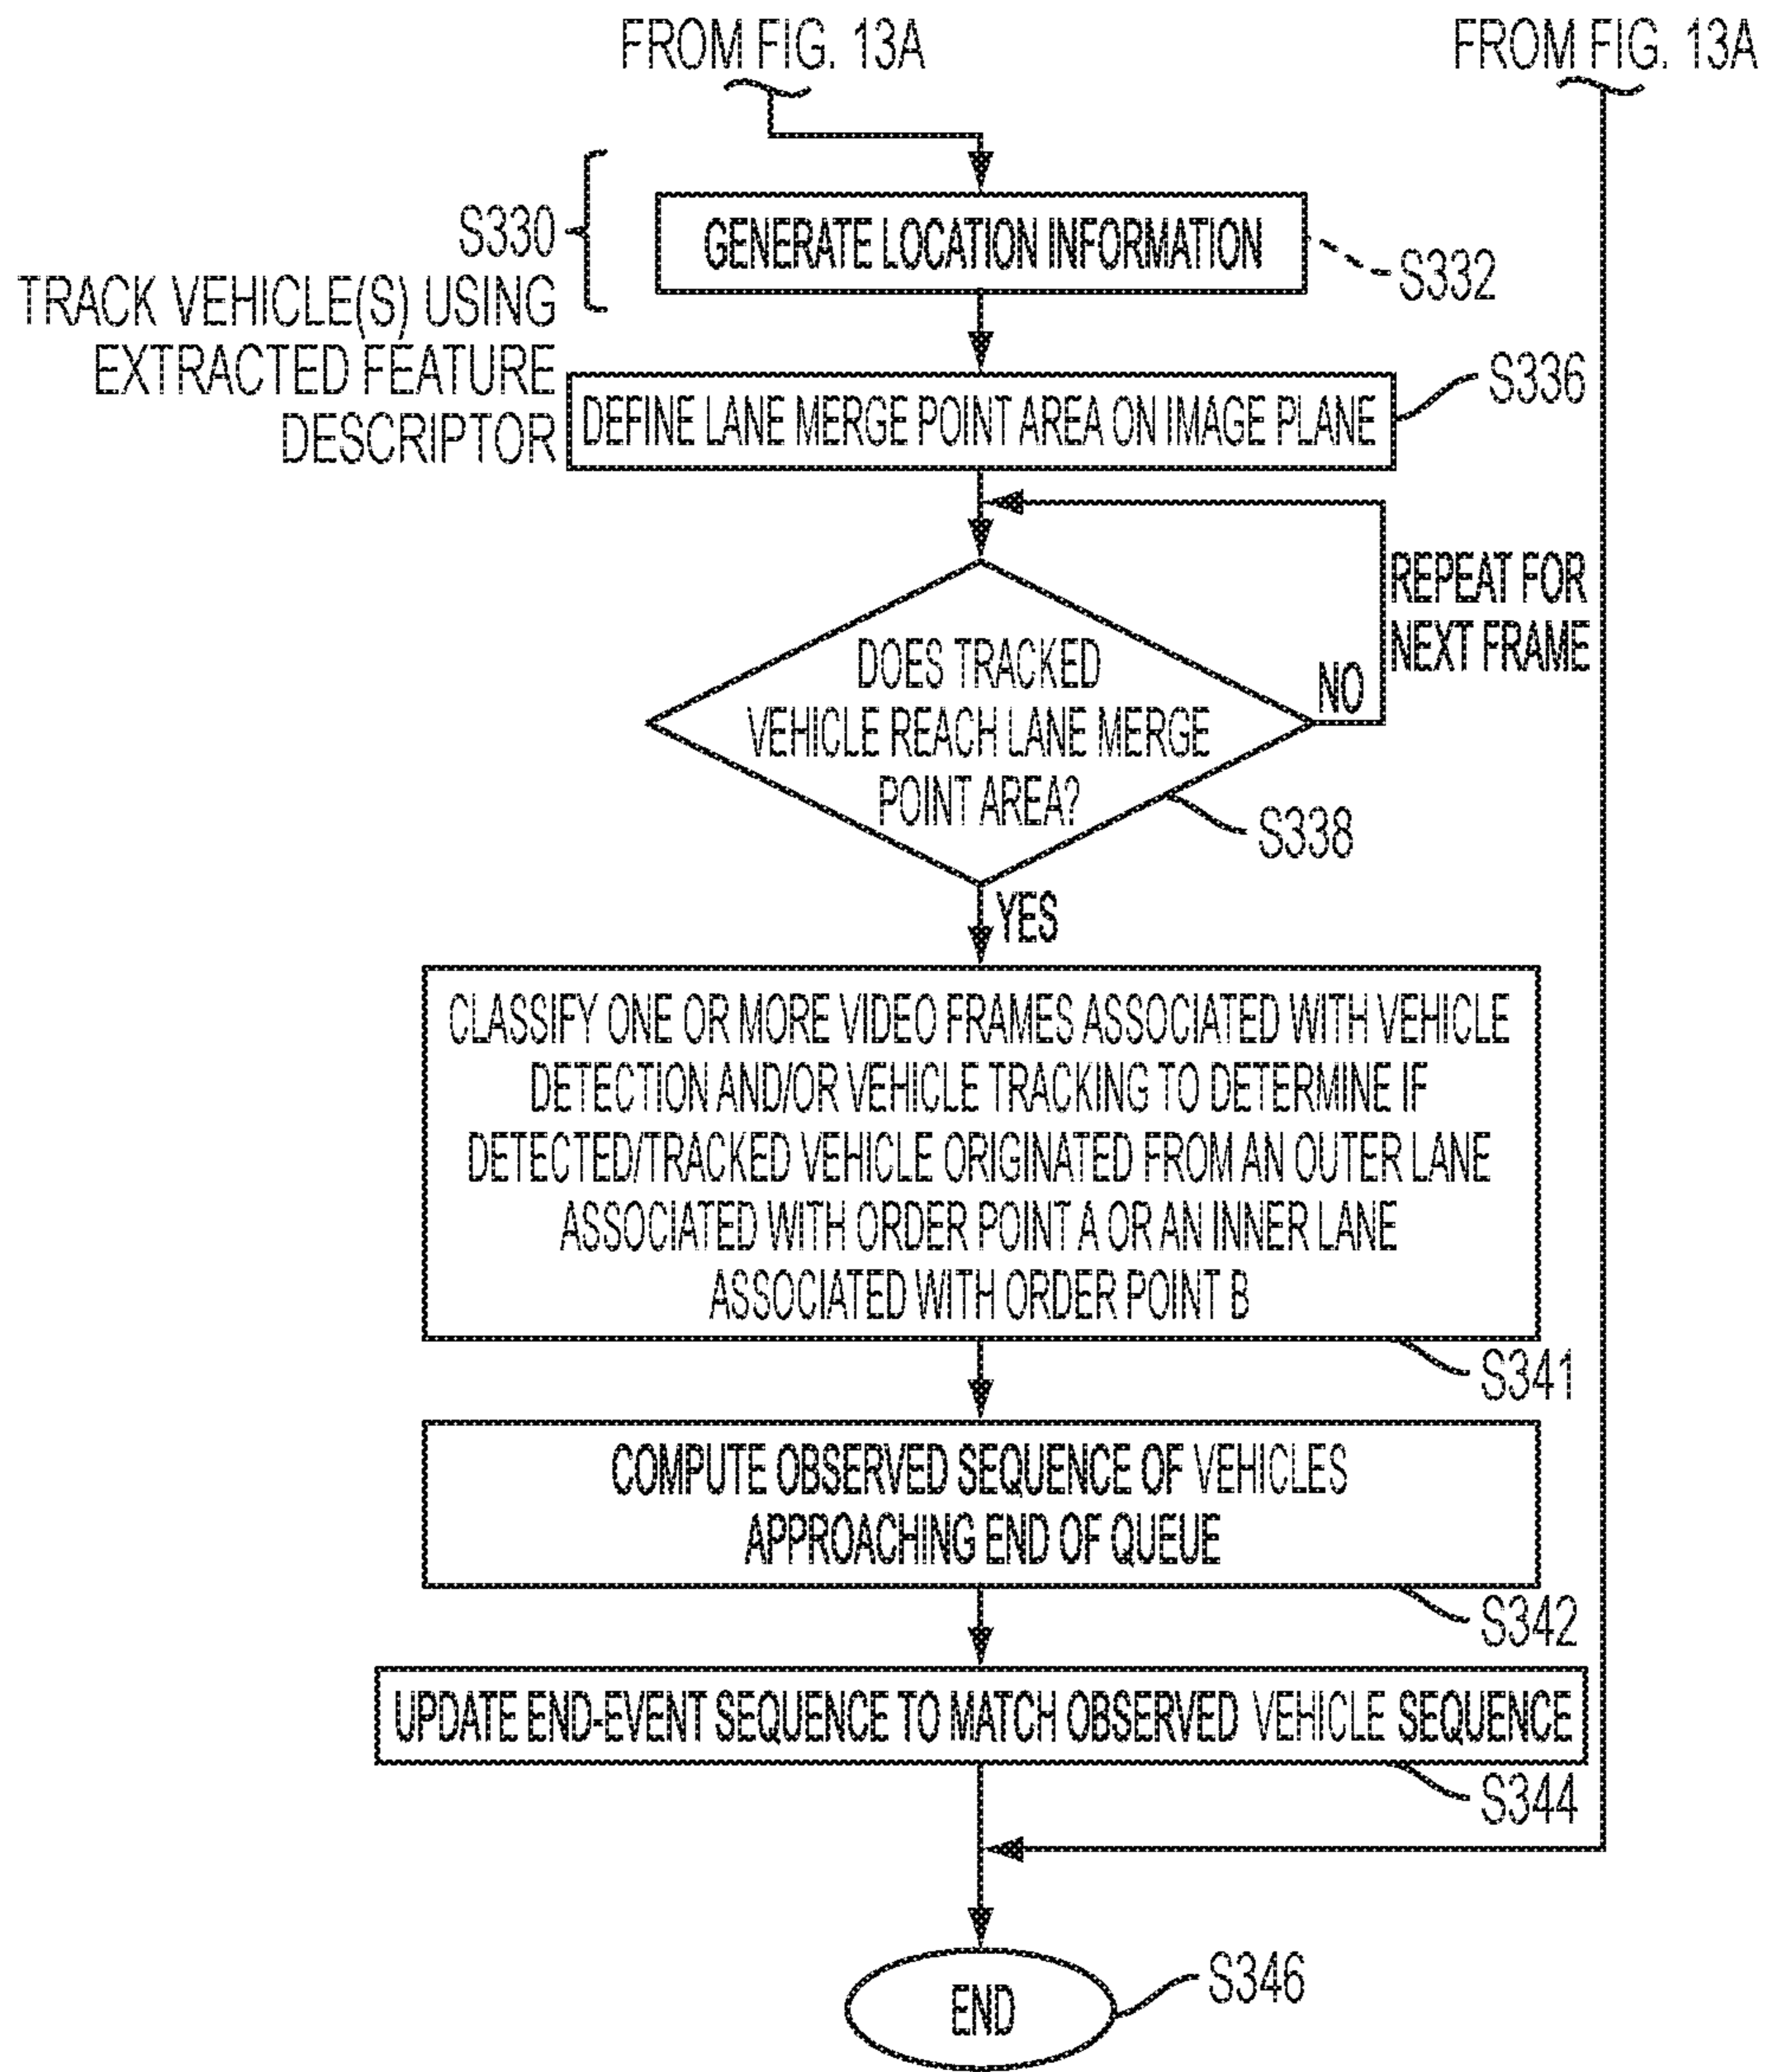 FROM FIG. 13A
FROM FIG. 13A
S330
TRACK VEHICLE(S) USING
EXTRACTED FEATURE
DESCRIPTOR
GENERATE LOCATION INFORMATION
S332
DEFINE LANE MERGE POINT AREA ON IMAGE PLANE
S336
REPEAT FOR
NEXT FRAME
NO
DOES TRACKED
VEHICLE REACH LANE MERGE
POINT AREA?
S338
YES
CLASSIFY ONE OR MORE VIDEO FRAMES ASSOCIATED WITH VEHICLE
DETECTION AND/OR VEHICLE TRACKING TO DETERMINE IF
DETECTED/TRACKED VEHICLE ORIGINATED FROM AN OUTER LANE
ASSOCIATED WITH ORDER POINT A OR AN INNER LANE
ASSOCIATED WITH ORDER POINT B
S341
COMPUTE OBSERVED SEQUENCE OF VEHICLES
APPROACHING END OF QUEUE
S342
UPDATE END-EVENT SEQUENCE TO MATCH OBSERVED VEHICLE SEQUENCE
S344
END
S346